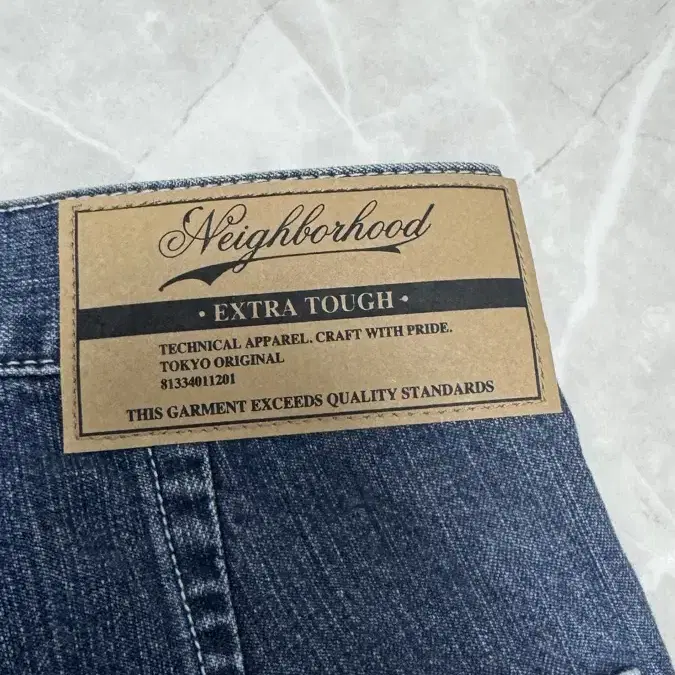 Neighborhood
• EXTRA TOUGH •
TECHNICAL APPAREL. CRAFT WITH PRIDE.
TOKYO ORIGINAL
81334011201
THIS GARMENT EXCEEDS QUALITY STANDARDS